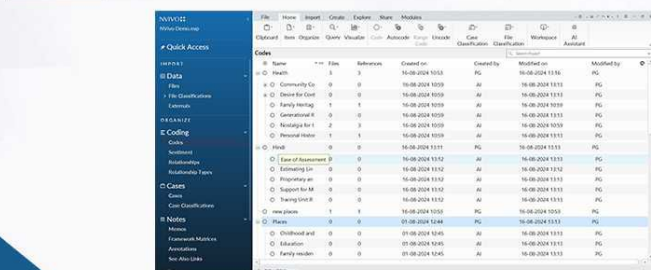 NVIVO
NVivo Demo.nvp
Quick Access
IMPORT
Data
Files
File Classifications
Externals
ORGANIZE
Coding
Codes
Sentiment
Relationships
Relationship Types
Cases
Cases
Case Classifications
Notes
Memos
Framework Matrices
Annotations
See-Also Links
File Home Import Create Explore Share Modules
Clipboard Item Organize Query Visualize Code Autocode Range Code Uncode Case Classification File Classification Workspace AI Assistant
Codes
Search Project
Name Files References Created on Created by Modified on Modified by
Health 3 3 16-08-2024 10:53 PG 16-08-2024 13:16 PG
Community Co 0 0 16-08-2024 10:59 AI 16-08-2024 13:13 PG
Desire for Cont 0 0 16-08-2024 10:59 AI 16-08-2024 13:13 PG
Family Heritag 1 1 16-08-2024 10:59 AI 16-08-2024 10:59 PG
Generational R 0 0 16-08-2024 10:59 AI 16-08-2024 13:13 PG
Nostalgia for t 2 3 16-08-2024 10:59 AI 16-08-2024 10:59 PG
Personal Histor 1 1 16-08-2024 10:59 AI 16-08-2024 13:13 PG
Hindi 0 0 16-08-2024 13:11 PG 16-08-2024 13:13 PG
Ease of Assessment 0 16-08-2024 13:12 AI 16-08-2024 13:13 PG
Estimating Lin 0 0 16-08-2024 13:12 AI 16-08-2024 13:13 PG
Proprietary as 0 0 16-08-2024 13:12 AI 16-08-2024 13:13 PG
Support for M 0 0 16-08-2024 13:12 AI 16-08-2024 13:13 PG
Tracing Unit R 0 0 16-08-2024 13:12 AI 16-08-2024 13:13 PG
new places 1 1 16-08-2024 10:53 PG 16-08-2024 10:53 PG
Places 0 0 01-08-2024 12:44 PG 16-08-2024 13:13 PG
Childhood and 0 0 01-08-2024 12:45 AI 16-08-2024 13:13 PG
Education 0 0 01-08-2024 12:45 AI 16-08-2024 13:13 PG
Family residen 0 0 01-08-2024 12:45 AI 16-08-2024 13:13 PG